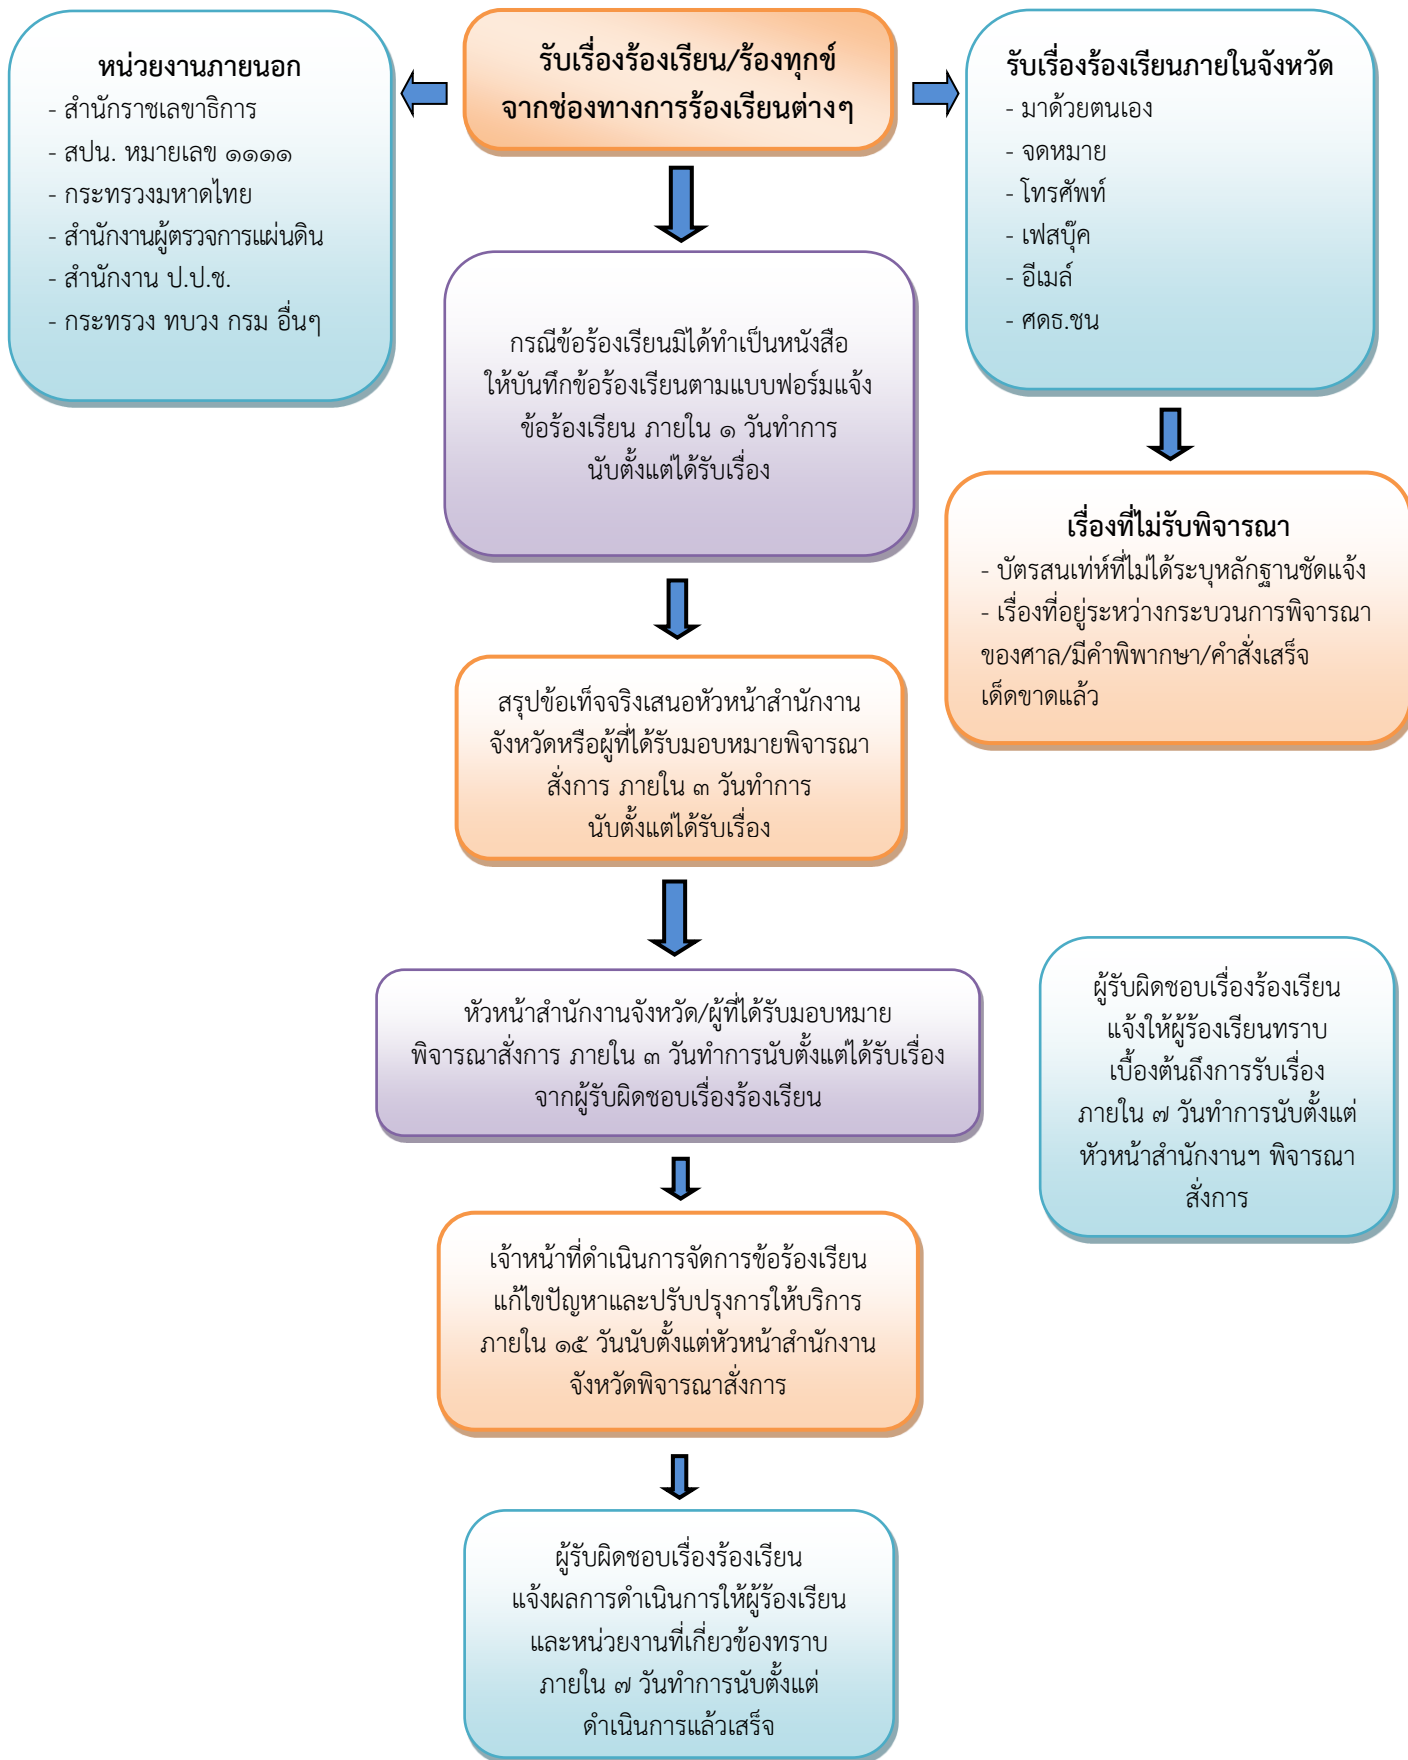 หน่วยงานภายนอก
- สำนักราชเลขาธิการ
- สปน. หมายเลข ๑๑๑๑
- กระทรวงมหาดไทย
- สำนักงานผู้ตรวจการแผ่นดิน
- สำนักงาน ป.ป.ช.
- กระทรวง ทบวง กรม อื่นๆ
รับเรื่องร้องเรียน/ร้องทุกข์
จากช่องทางการร้องเรียนต่างๆ
รับเรื่องร้องเรียนภายในจังหวัด
- มาด้วยตนเอง
- จดหมาย
- โทรศัพท์
- เฟสบุ๊ค
- อีเมล์
- ศดธ.ชน
กรณีข้อร้องเรียนมิได้ทำเป็นหนังสือ
ให้บันทึกข้อร้องเรียนตามแบบฟอร์มแจ้ง
ข้อร้องเรียน ภายใน ๑ วันทำการ
นับตั้งแต่ได้รับเรื่อง
เรื่องที่ไม่รับพิจารณา
- บัตรสนเท่ห์ที่ไม่ได้ระบุหลักฐานชัดแจ้ง
- เรื่องที่อยู่ระหว่างกระบวนการพิจารณา
ของศาล/มีคำพิพากษา/คำสั่งเสร็จ
เด็ดขาดแล้ว
สรุปข้อเท็จจริงเสนอหัวหน้าสำนักงาน
จังหวัดหรือผู้ที่ได้รับมอบหมายพิจารณา
สั่งการ ภายใน ๓ วันทำการ
นับตั้งแต่ได้รับเรื่อง
หัวหน้าสำนักงานจังหวัด/ผู้ที่ได้รับมอบหมาย
พิจารณาสั่งการ ภายใน ๓ วันทำการนับตั้งแต่ได้รับเรื่อง
จากผู้รับผิดชอบเรื่องร้องเรียน
ผู้รับผิดชอบเรื่องร้องเรียน
แจ้งให้ผู้ร้องเรียนทราบ
เบื้องต้นถึงการรับเรื่อง
ภายใน ๗ วันทำการนับตั้งแต่
หัวหน้าสำนักงานฯ พิจารณา
สั่งการ
เจ้าหน้าที่ดำเนินการจัดการข้อร้องเรียน
แก้ไขปัญหาและปรับปรุงการให้บริการ
ภายใน ๑๕ วันนับตั้งแต่หัวหน้าสำนักงาน
จังหวัดพิจารณาสั่งการ
ผู้รับผิดชอบเรื่องร้องเรียน
แจ้งผลการดำเนินการให้ผู้ร้องเรียน
และหน่วยงานที่เกี่ยวข้องทราบ
ภายใน ๗ วันทำการนับตั้งแต่
ดำเนินการแล้วเสร็จ